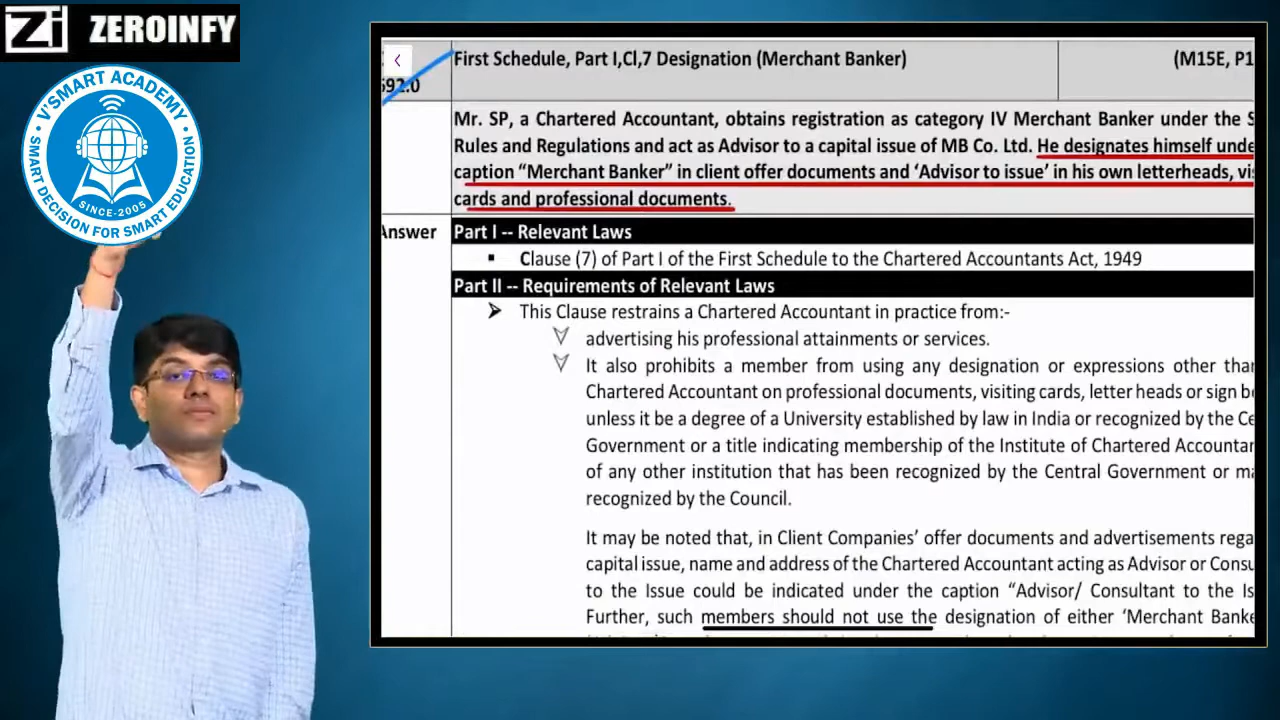 Zi ZEROINFY
V'SMART ACADEMY
SMART DECISION FOR SMART EDUCATION
SINCE-2005
592.0
First Schedule, Part I,Cl,7 Designation (Merchant Banker)
(M15E, P1
Mr. SP, a Chartered Accountant, obtains registration as category IV Merchant Banker under the S
Rules and Regulations and act as Advisor to a capital issue of MB Co. Ltd. He designates himself unde
caption "Merchant Banker" in client offer documents and 'Advisor to issue' in his own letterheads, vis
cards and professional documents.
Answer
Part I -- Relevant Laws
▪ Clause (7) of Part I of the First Schedule to the Chartered Accountants Act, 1949
Part II -- Requirements of Relevant Laws
This Clause restrains a Chartered Accountant in practice from:-
advertising his professional attainments or services.
It also prohibits a member from using any designation or expressions other than
Chartered Accountant on professional documents, visiting cards, letter heads or sign b
unless it be a degree of a University established by law in India or recognized by the Ce
Government or a title indicating membership of the Institute of Chartered Accountan
of any other institution that has been recognized by the Central Government or ma
recognized by the Council.
It may be noted that, in Client Companies' offer documents and advertisements rega
capital issue, name and address of the Chartered Accountant acting as Advisor or Consu
to the Issue could be indicated under the caption "Advisor/ Consultant to the Is
Further, such members should not use the designation of either 'Merchant Banke